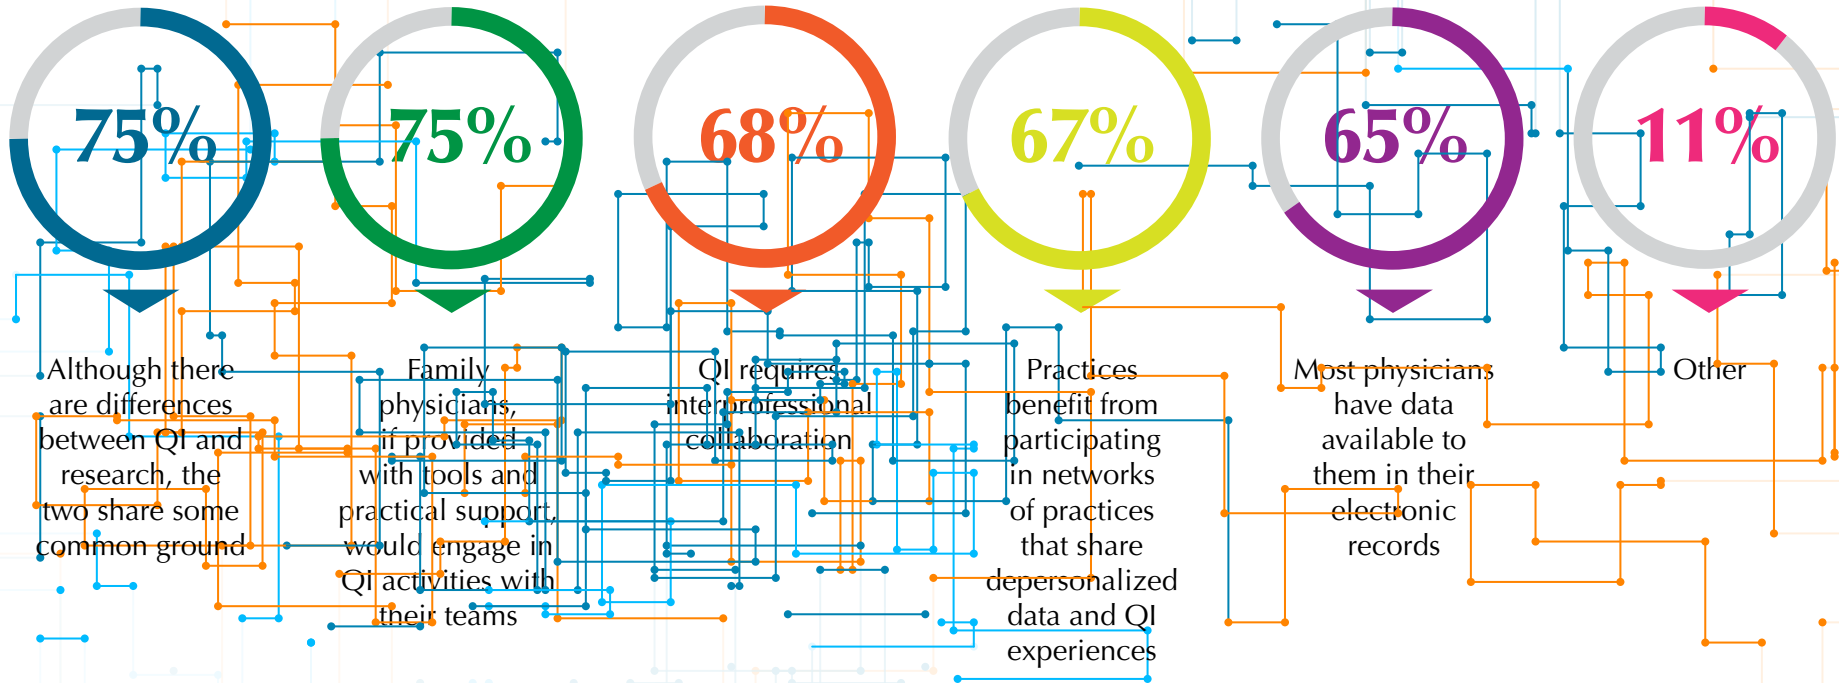 75%
75%
68%
67%
65%
11%
Although there
are differences
between QI and
research, the
two share some
common ground
Family
physicians,
if provided
with tools and
practical support,
would engage in
QI activities with
their teams
QI requires
interprofessional
collaboration
Practices
benefit from
participating
in networks
of practices
that share
depersonalized
data and QI
experiences
Most physicians
have data
available to
them in their
electronic
records
Other